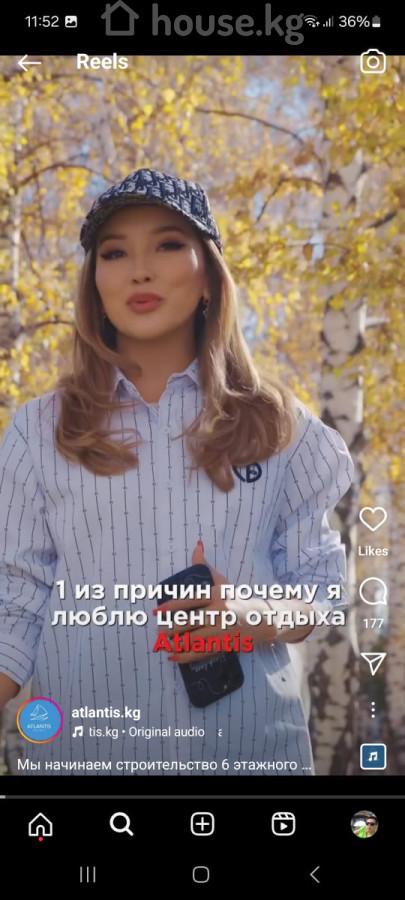 11:52
house.kg
36%
Reels
1 из причин почему я
люблю центр отдыха
Atlantis
Likes
177
ATLANTIS
atlantis.kg
tis.kg • Original audio
Мы начинаем строительство 6 этажного ...